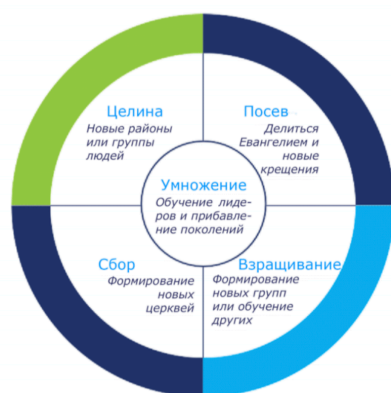 Целина
Новые районы
или группы
людей
Посев
Делиться
Евангелием и
новые
крещения
Умножение
Обучение лиде-
ров и прибавле-
ние поколений
Сбор
Формирование
новых
церквей
Взращивание
Формирование
новых групп
или обучение
других